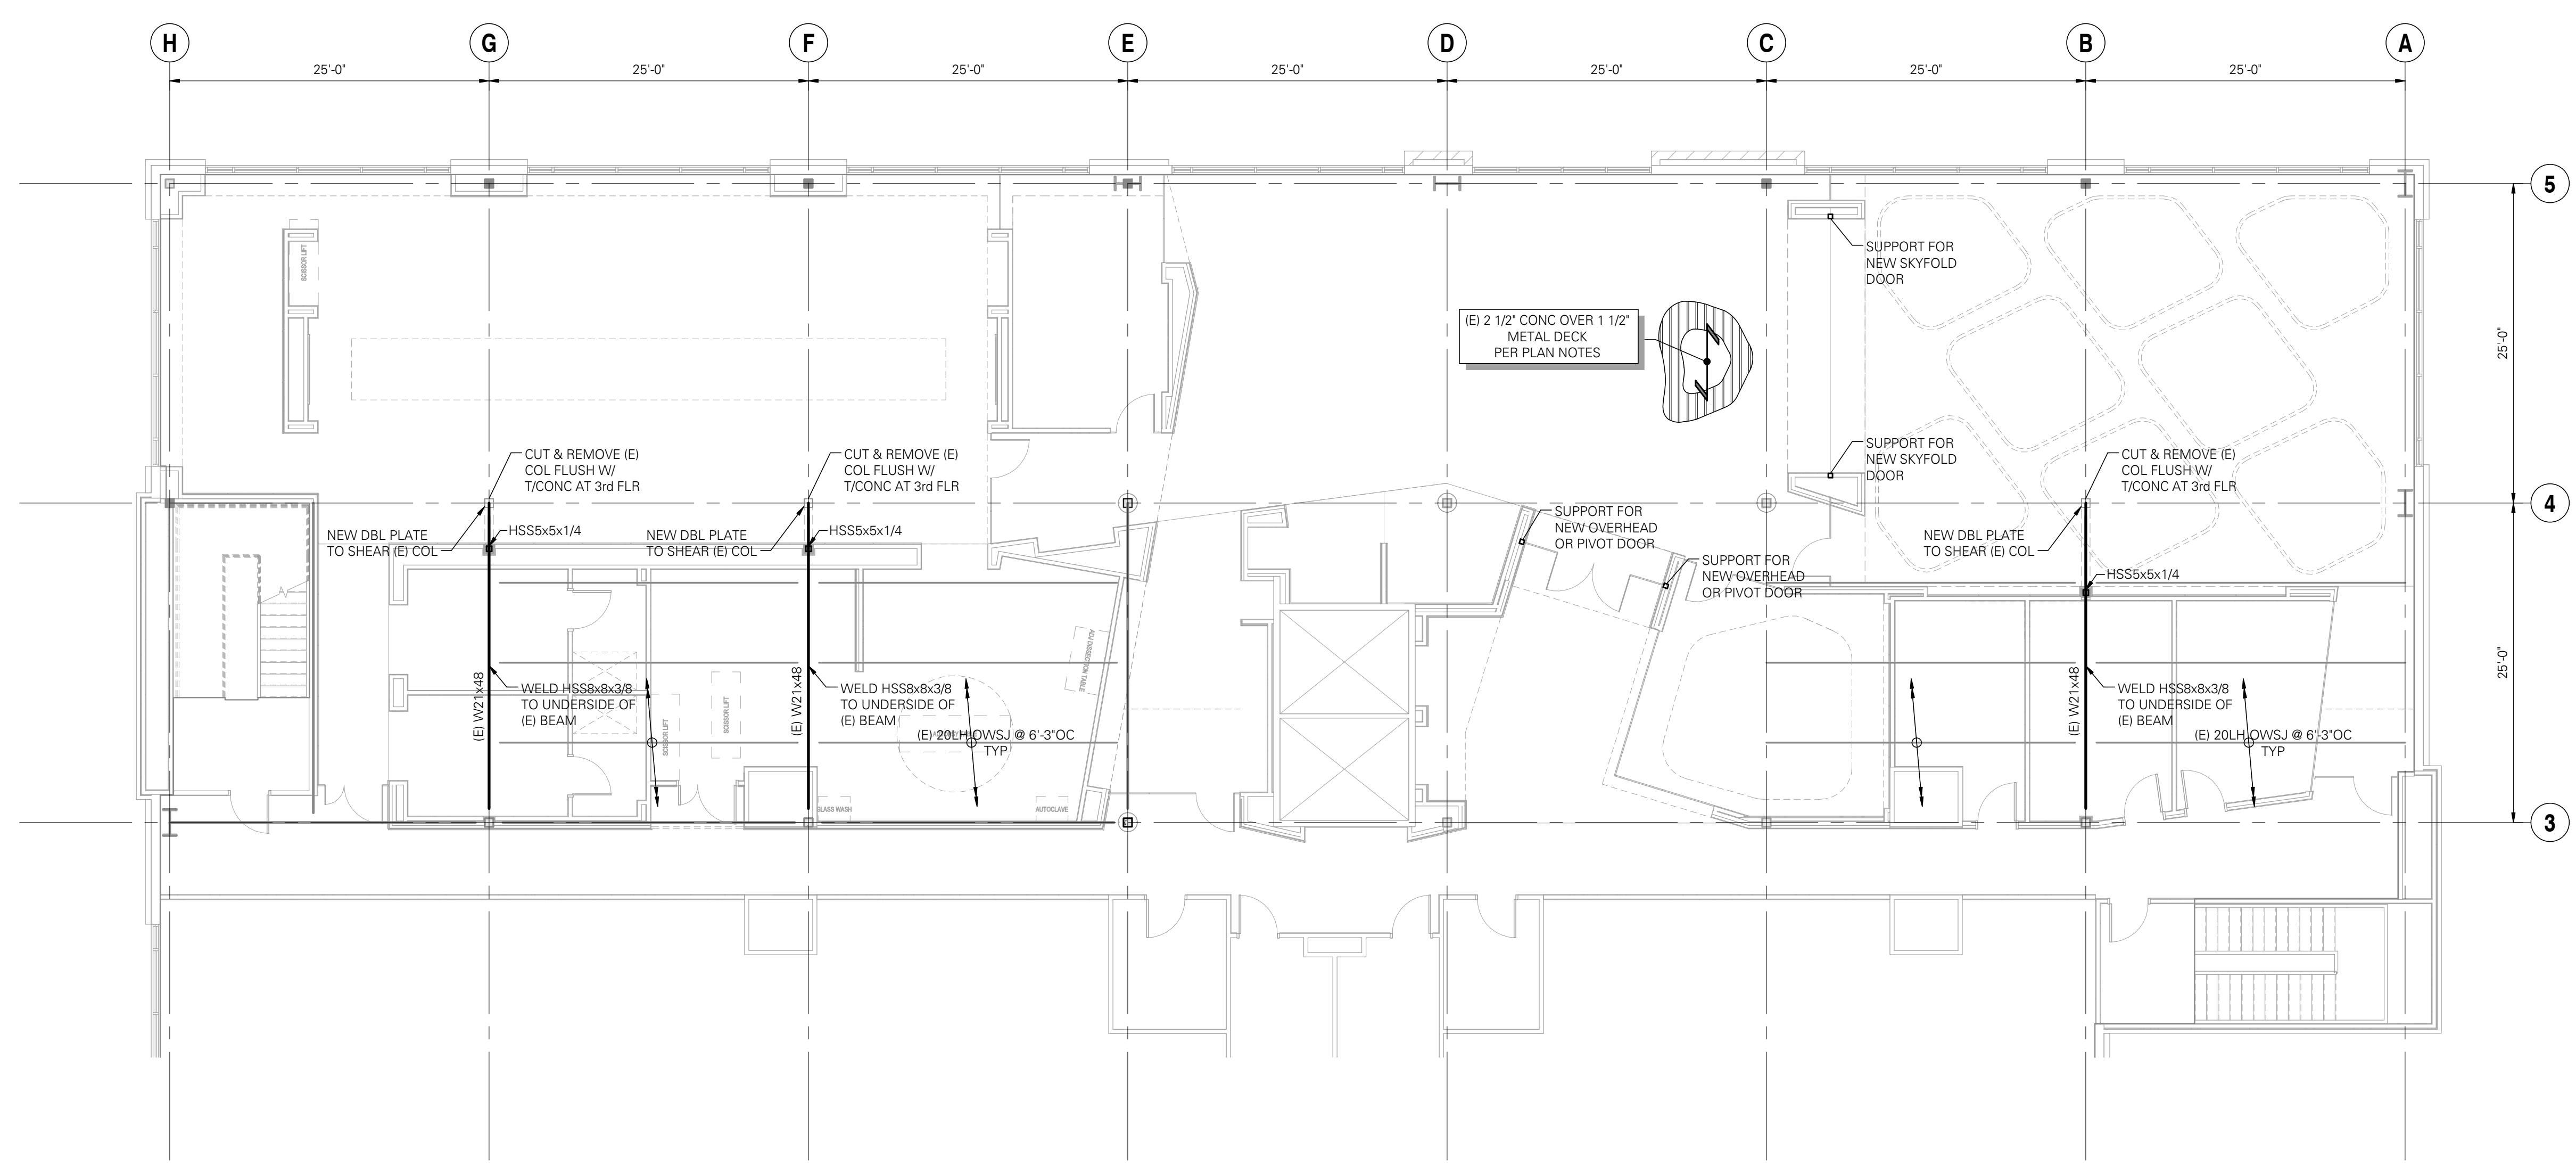 H
G
F
E
D
C
B
A
25'-0"
25'-0"
25'-0"
25'-0"
25'-0"
25'-0"
25'-0"
5
SCISSOR LIFT
SUPPORT FOR
NEW SKYFOLD
DOOR
25'-0"
(E) 2 1/2" CONC OVER 1 1/2"
METAL DECK
PER PLAN NOTES
CUT & REMOVE (E)
COL FLUSH W/
T/CONC AT 3rd FLR
CUT & REMOVE (E)
COL FLUSH W/
T/CONC AT 3rd FLR
SUPPORT FOR
NEW SKYFOLD
DOOR
CUT & REMOVE (E)
COL FLUSH W/
T/CONC AT 3rd FLR
4
NEW DBL PLATE
TO SHEAR (E) COL
HSS5x5x1/4
NEW DBL PLATE
TO SHEAR (E) COL
HSS5x5x1/4
SUPPORT FOR
NEW OVERHEAD
OR PIVOT DOOR
SUPPORT FOR
NEW OVERHEAD
OR PIVOT DOOR
NEW DBL PLATE
TO SHEAR (E) COL
HSS5x5x1/4
25'-0"
(E) W21x48
WELD HSS8x8x3/8
TO UNDERSIDE OF
(E) BEAM
SCISSOR LIFT
SCISSOR LIFT
(E) W21x48
WELD HSS8x8x3/8
TO UNDERSIDE OF
(E) BEAM
ADJ DISSECTION TABLE
(E) 20LH OWSJ @ 6'-3"OC
TYP
(E) W21x48
WELD HSS8x8x3/8
TO UNDERSIDE OF
(E) BEAM
(E) 20LH OWSJ @ 6'-3"OC
TYP
GLASS WASH
AUTOCLAVE
3